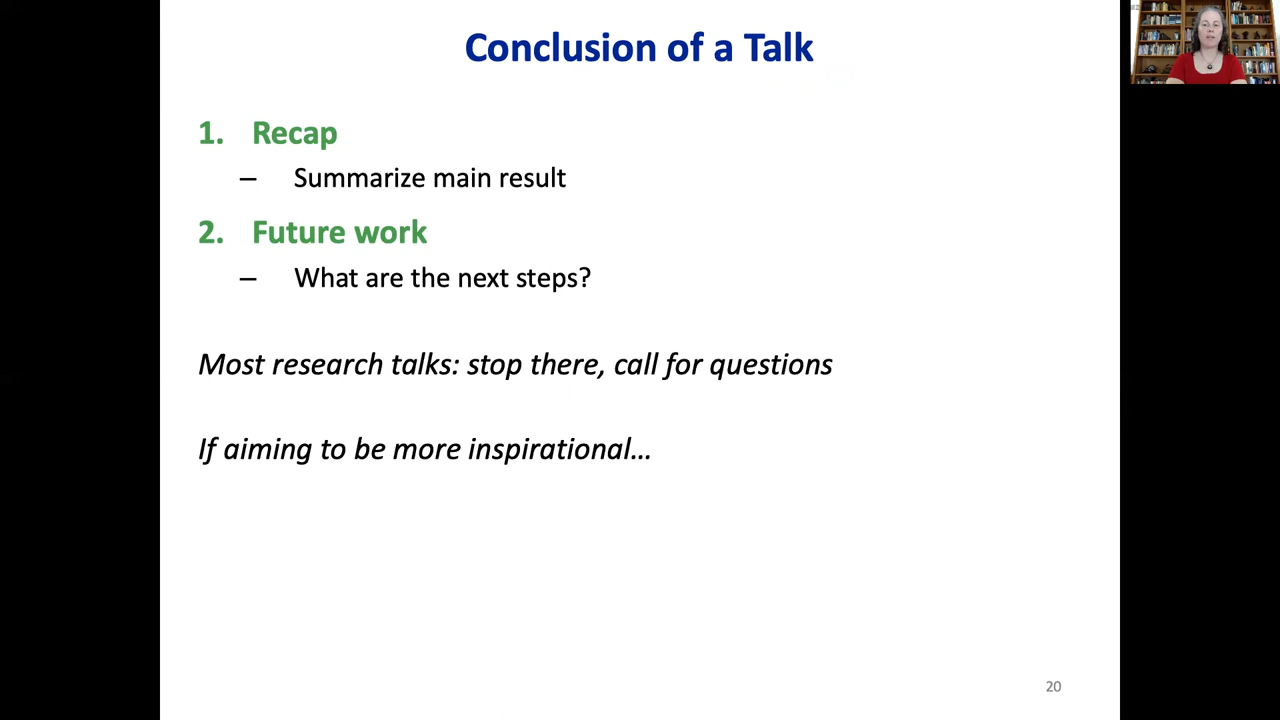 Conclusion of a Talk
1. Recap
– Summarize main result
2. Future work
– What are the next steps?
Most research talks: stop there, call for questions
If aiming to be more inspirational…
20